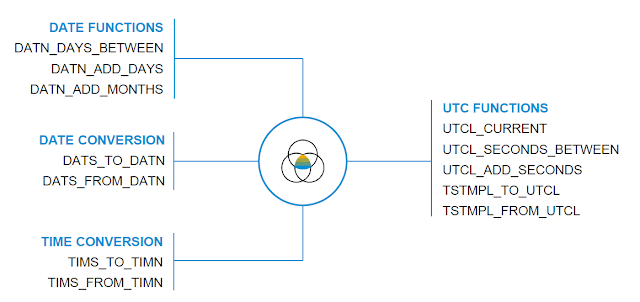 DATE FUNCTIONS
DATN_DAYS_BETWEEN
DATN_ADD_DAYS
DATN_ADD_MONTHS
DATE CONVERSION
DATS_TO_DATN
DATS_FROM_DATN
TIME CONVERSION
TIMS_TO_TIMN
TIMS_FROM_TIMN
UTC FUNCTIONS
UTCL_CURRENT
UTCL_SECONDS_BETWEEN
UTCL_ADD_SECONDS
TSTMPL_TO_UTCL
TSTMPL_FROM_UTCL